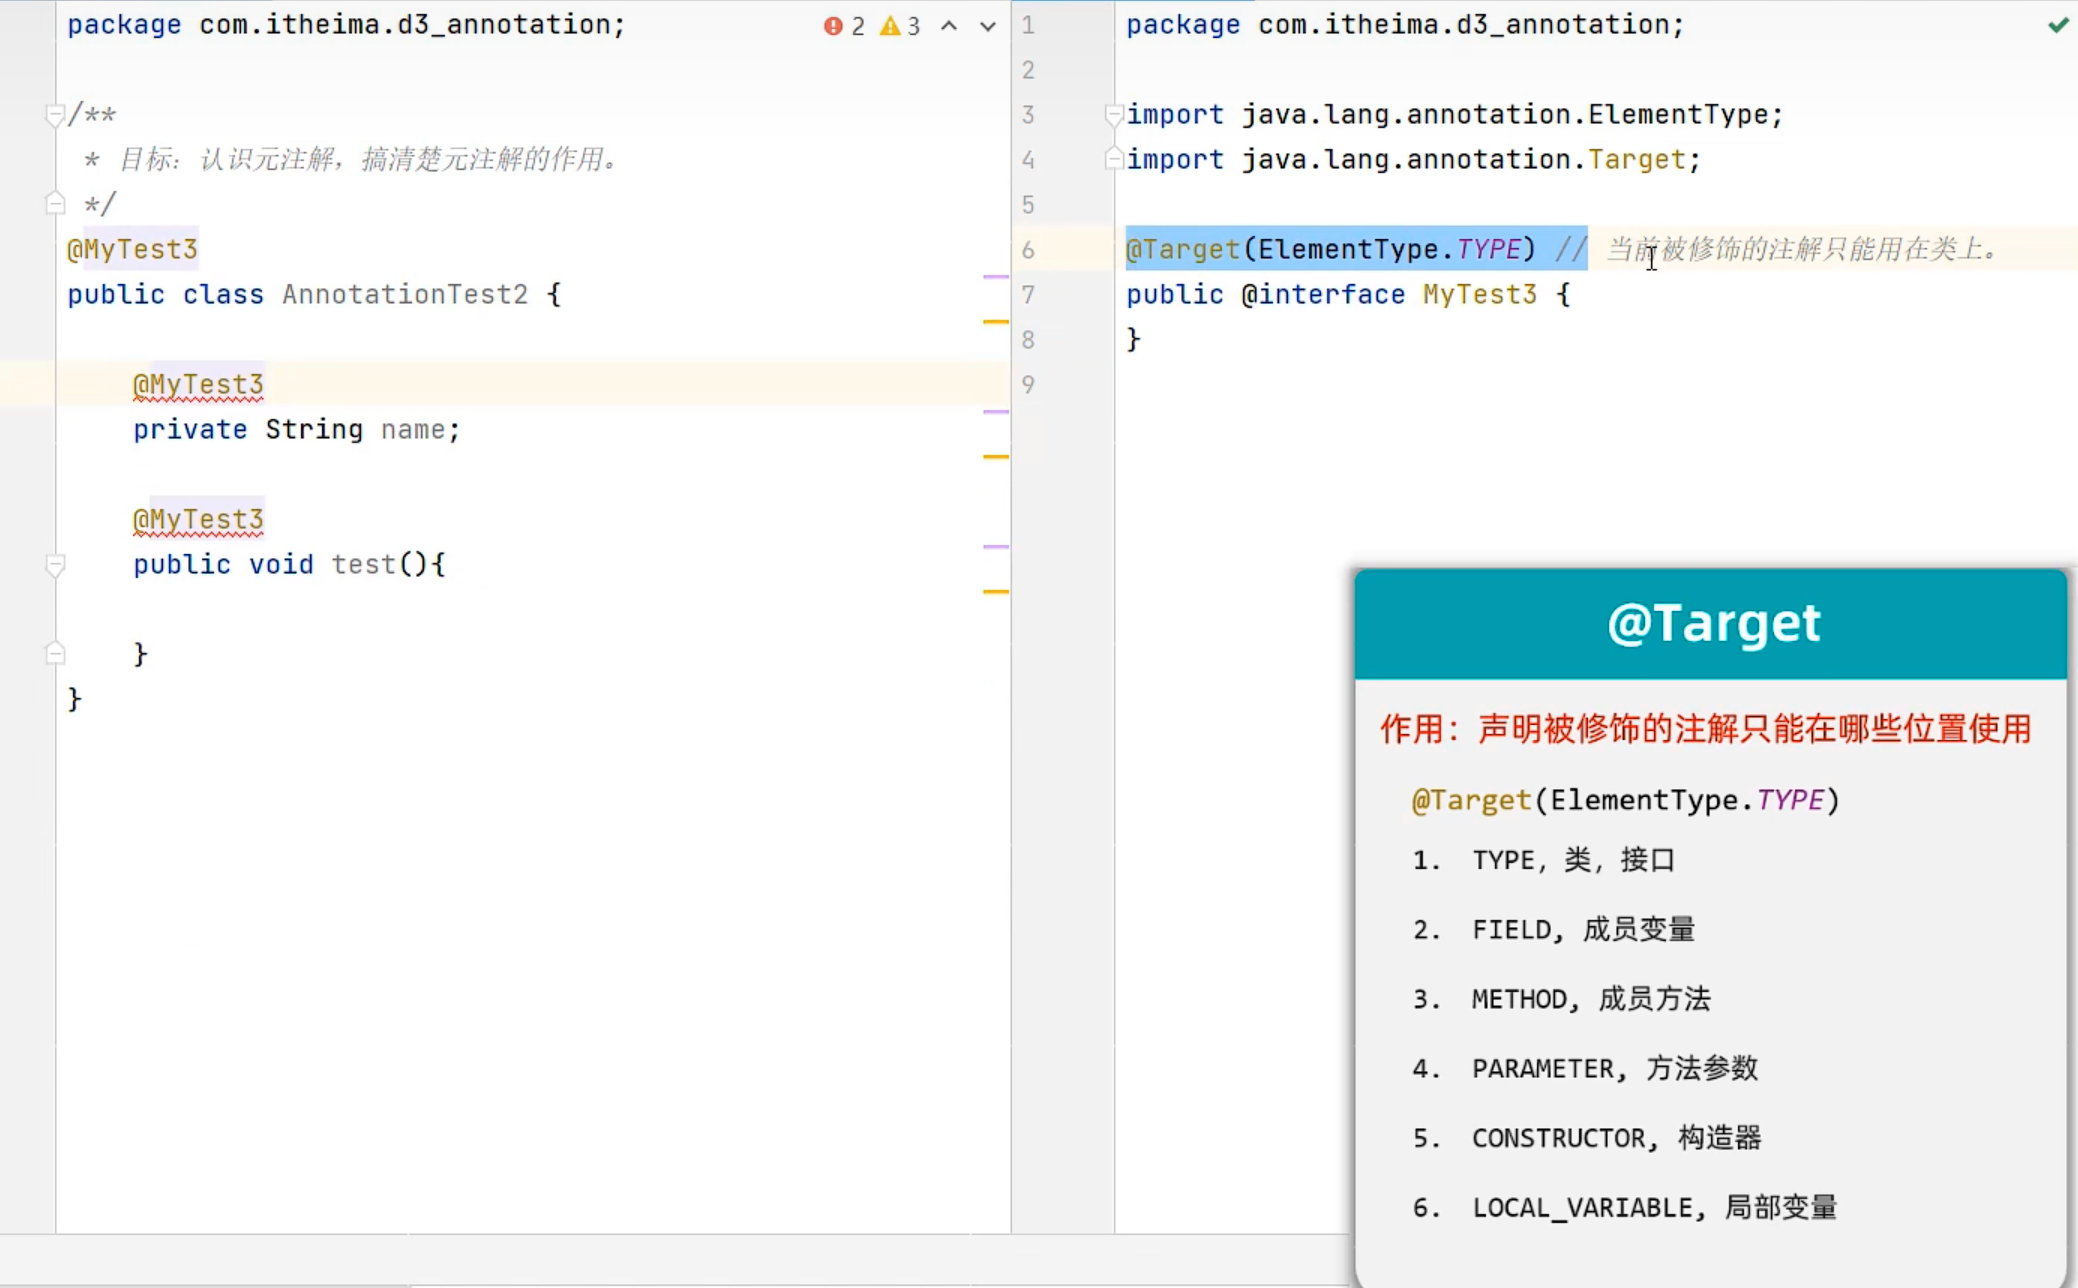 package com.itheima.d3_annotation;
2 3
/**
* 目标：认识元注解，搞清楚元注解的作用。
*/
@MyTest3
public class AnnotationTest2 {
@MyTest3
private String name;
@MyTest3
public void test(){
}
}
1 package com.itheima.d3_annotation;
2
3 import java.lang.annotation.ElementType;
4 import java.lang.annotation.Target;
5
6 @Target(ElementType.TYPE) // 当前被修饰的注解只能用在类上。
7 public @interface MyTest3 {
8 }
9
@Target
作用：声明被修饰的注解只能在哪些位置使用
@Target(ElementType.TYPE)
1. TYPE，类，接口
2. FIELD, 成员变量
3. METHOD, 成员方法
4. PARAMETER, 方法参数
5. CONSTRUCTOR, 构造器
6. LOCAL_VARIABLE, 局部变量